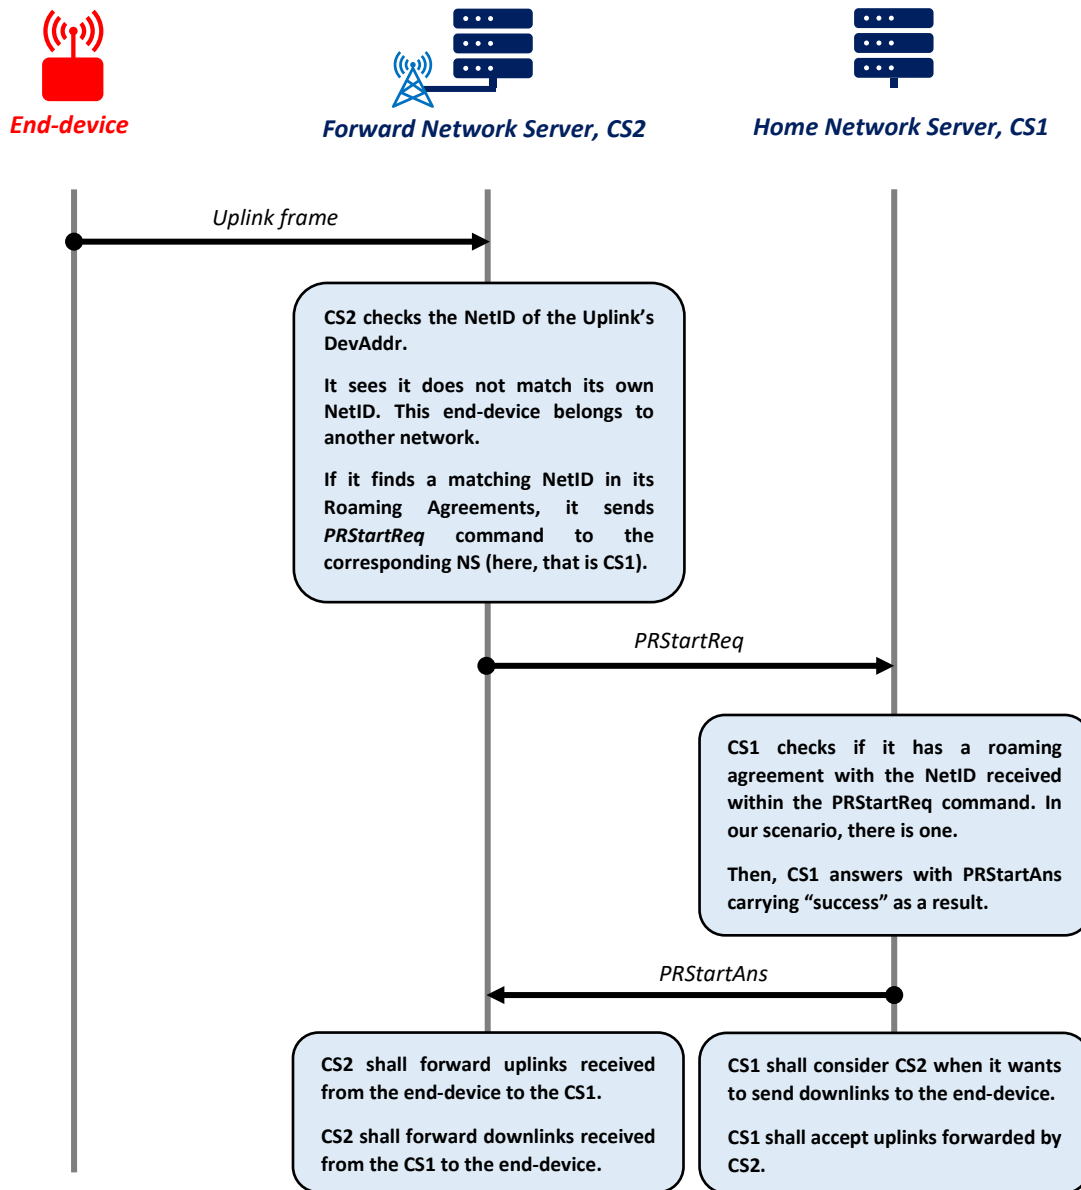 End-device
Forward Network Server, CS2
Home Network Server, CS1
Uplink frame
CS2 checks the NetID of the Uplink’s
DevAddr.
It sees it does not match its own
NetID. This end-device belongs to
another network.
If it finds a matching NetID in its
Roaming Agreements, it sends
PRStartReq command to the
corresponding NS (here, that is CS1).
PRStartReq
CS1 checks if it has a roaming
agreement with the NetID received
within the PRStartReq command. In
our scenario, there is one.
Then, CS1 answers with PRStartAns
carrying “success” as a result.
PRStartAns
CS2 shall forward uplinks received
from the end-device to the CS1.
CS2 shall forward downlinks received
from the CS1 to the end-device.
CS1 shall consider CS2 when it wants
to send downlinks to the end-device.
CS1 shall accept uplinks forwarded by
CS2.